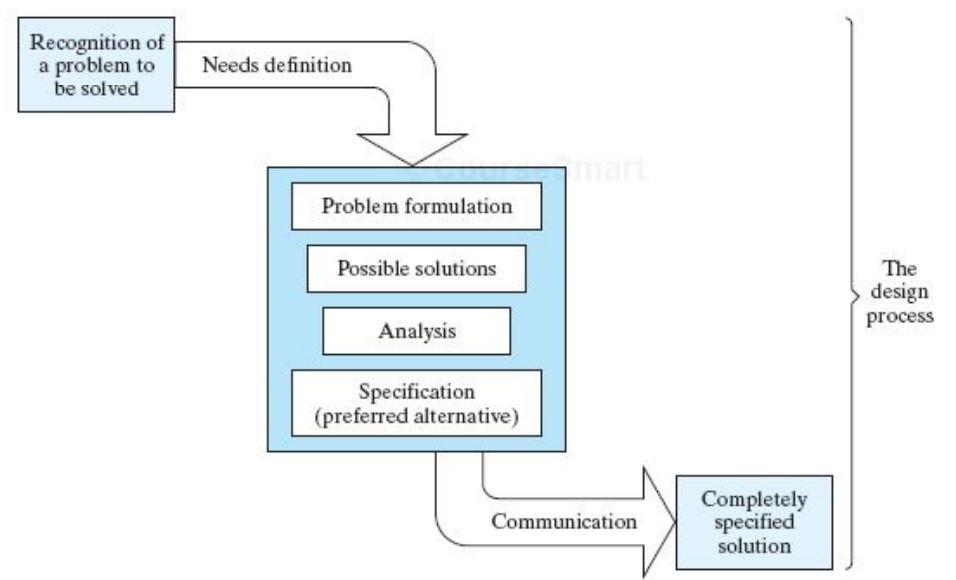 Recognition of
a problem to
be solved
Needs definition
CourseSmart
Problem formulation
Possible solutions
Analysis
Specification
(preferred alternative)
Communication
Completely
specified
solution
The
design
process